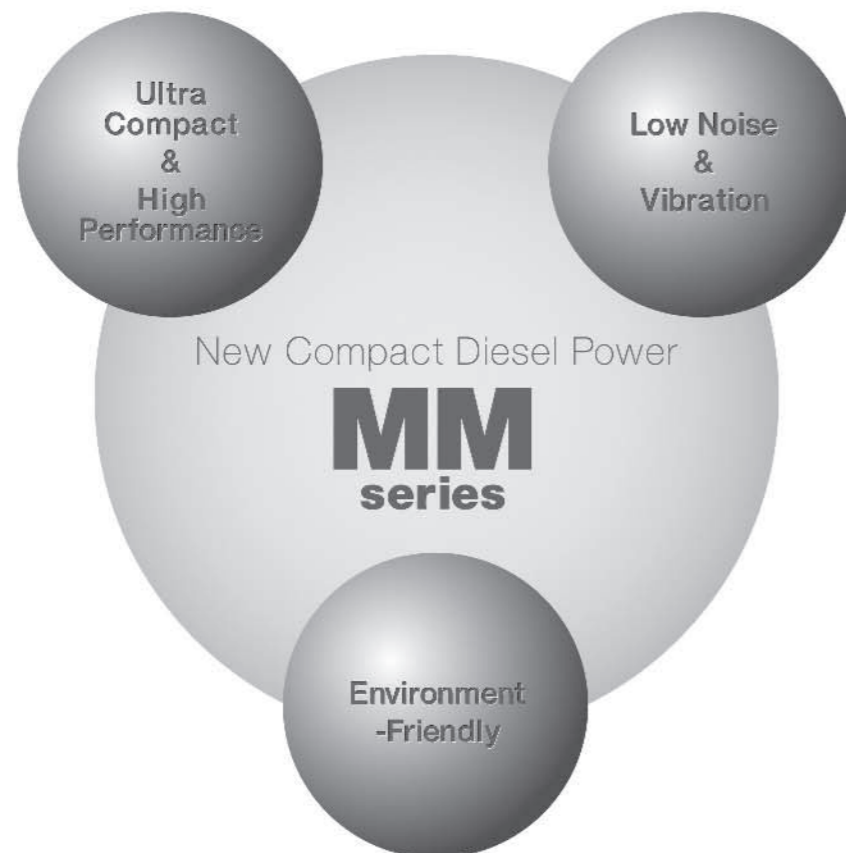 Ultra
Compact
&
High
Performance
Low Noise
&
Vibration
New Compact Diesel Power
MM
series
Environment
-Friendly